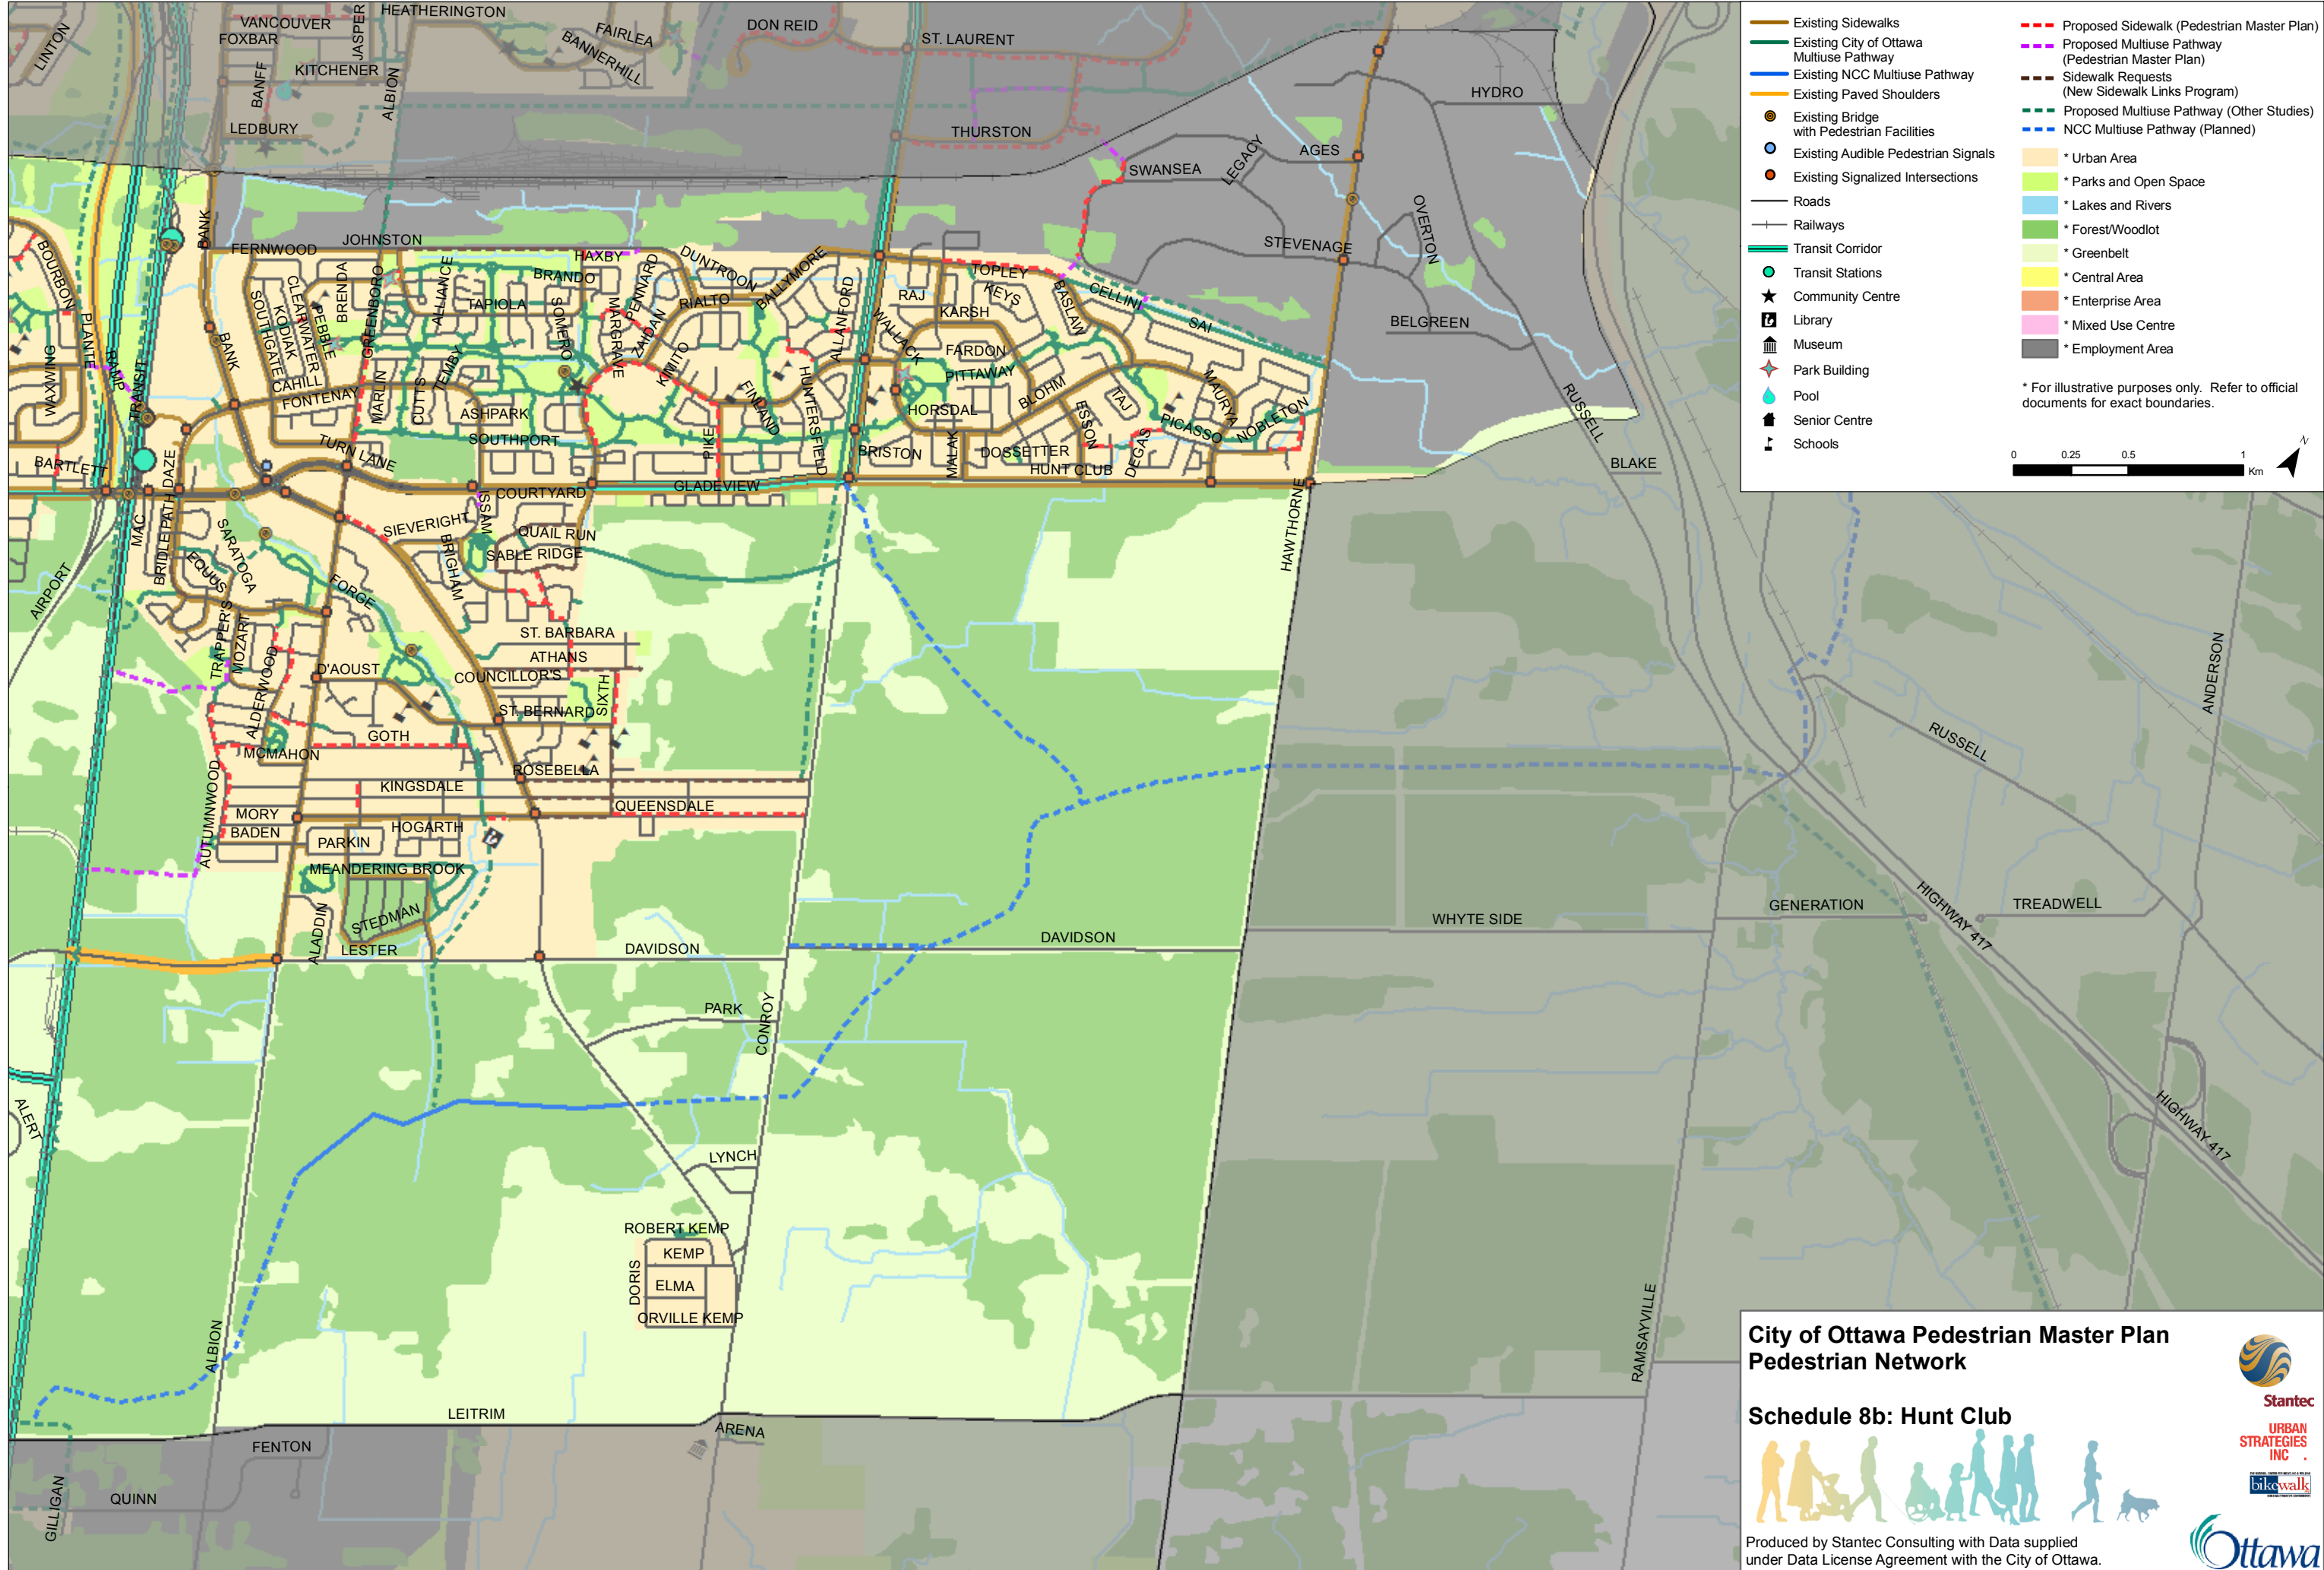 VANCOUVER
FOXBAR
JASPER
HEATHERINGTON
FAIRLEA
BANNERHILL
DON REID
ST. LAURENT
LINTON
BANFF
KITCHENER
ALBION
LEDBURY
THURSTON
HYDRO
AGES
LEGACY
SWANSEA
OVERTON
STEVENAGE
BELGREEN
RUSSELL
BLAKE
BANK
FERNWOOD
JOHNSTON
HAXBY
BRANDO
DUNTROON
BALLYMORE
TOPLEY
KEYS
CELLINI
SAI
BASLAW
BOURBON
PLANTE
RAMP
TRANSIT
WAXWING
BARTLETT
BANK
SOUTHGATE
KODIAK
CLEARWATER
PEBBLE
BRENDA
GREENBORO
ALLIANCE
TAPIOLA
SOMERO
MARGRAVE
PENNARD
ZAIDAN
RIALTO
KIMITO
ALLANFORD
WALLACK
RAJ
KARSH
FARDON
PITTAWAY
BLOHM
CAHILL
FONTENAY
MARLIN
CUTTS
TEMBY
ASHPARK
SOUTHPORT
TURN LANE
PIKE
FINLAND
HUNTERSFIELD
HORSDAL
BRISTON
MALAK
DOSSETTER
ESSON
TAJ
MAURYA
PICASSO
NOBLETON
DEGAS
HUNT CLUB
COURTYARD
GLADEVIEW
HAWTHORNE
MAC
BRIDLEPATH
DAZE
SARATOGA
EQUUS
SIEVERIGHT
SSAM
QUAIL RUN
SABLE RIDGE
BRIGHAM
FORGE
AIRPORT
TRAPPER'S
MOZART
ALDERWOOD
D'AOUST
ST. BARBARA
ATHANS
COUNCILLOR'S
ST. BERNARD
SIXTH
GOTH
MCMAHON
ROSEBELLA
KINGSDALE
QUEENSDALE
AUTUMNWOOD
MORY
BADEN
HOGARTH
PARKIN
MEANDERING BROOK
STEDMAN
ALADDIN
LESTER
DAVIDSON
DAVIDSON
WHYTE SIDE
GENERATION
TREADWELL
HIGHWAY 417
HIGHWAY 417
RUSSELL
ANDERSON
PARK
CONROY
ALERT
LYNCH
ROBERT KEMP
KEMP
DORIS
ELMA
ORVILLE KEMP
ALBION
LEITRIM
FENTON
ARENA
QUINN
GILLIGAN
RAMSAYVILLE
Existing Sidewalks
Existing City of Ottawa
Multiuse Pathway
Existing NCC Multiuse Pathway
Existing Paved Shoulders
Existing Bridge
with Pedestrian Facilities
Existing Audible Pedestrian Signals
Existing Signalized Intersections
Roads
Railways
Transit Corridor
Transit Stations
Community Centre
Library
Museum
Park Building
Pool
Senior Centre
Schools
Proposed Sidewalk (Pedestrian Master Plan)
Proposed Multiuse Pathway
(Pedestrian Master Plan)
Sidewalk Requests
(New Sidewalk Links Program)
Proposed Multiuse Pathway (Other Studies)
NCC Multiuse Pathway (Planned)
* Urban Area
* Parks and Open Space
* Lakes and Rivers
* Forest/Woodlot
* Greenbelt
* Central Area
* Enterprise Area
* Mixed Use Centre
* Employment Area
* For illustrative purposes only. Refer to official
documents for exact boundaries.
N
0 0.25 0.5 1
Km
City of Ottawa Pedestrian Master Plan
Pedestrian Network
Schedule 8b: Hunt Club
Stantec
URBAN
STRATEGIES
INC .
bikewalk
Produced by Stantec Consulting with Data supplied
under Data License Agreement with the City of Ottawa.
Ottawa